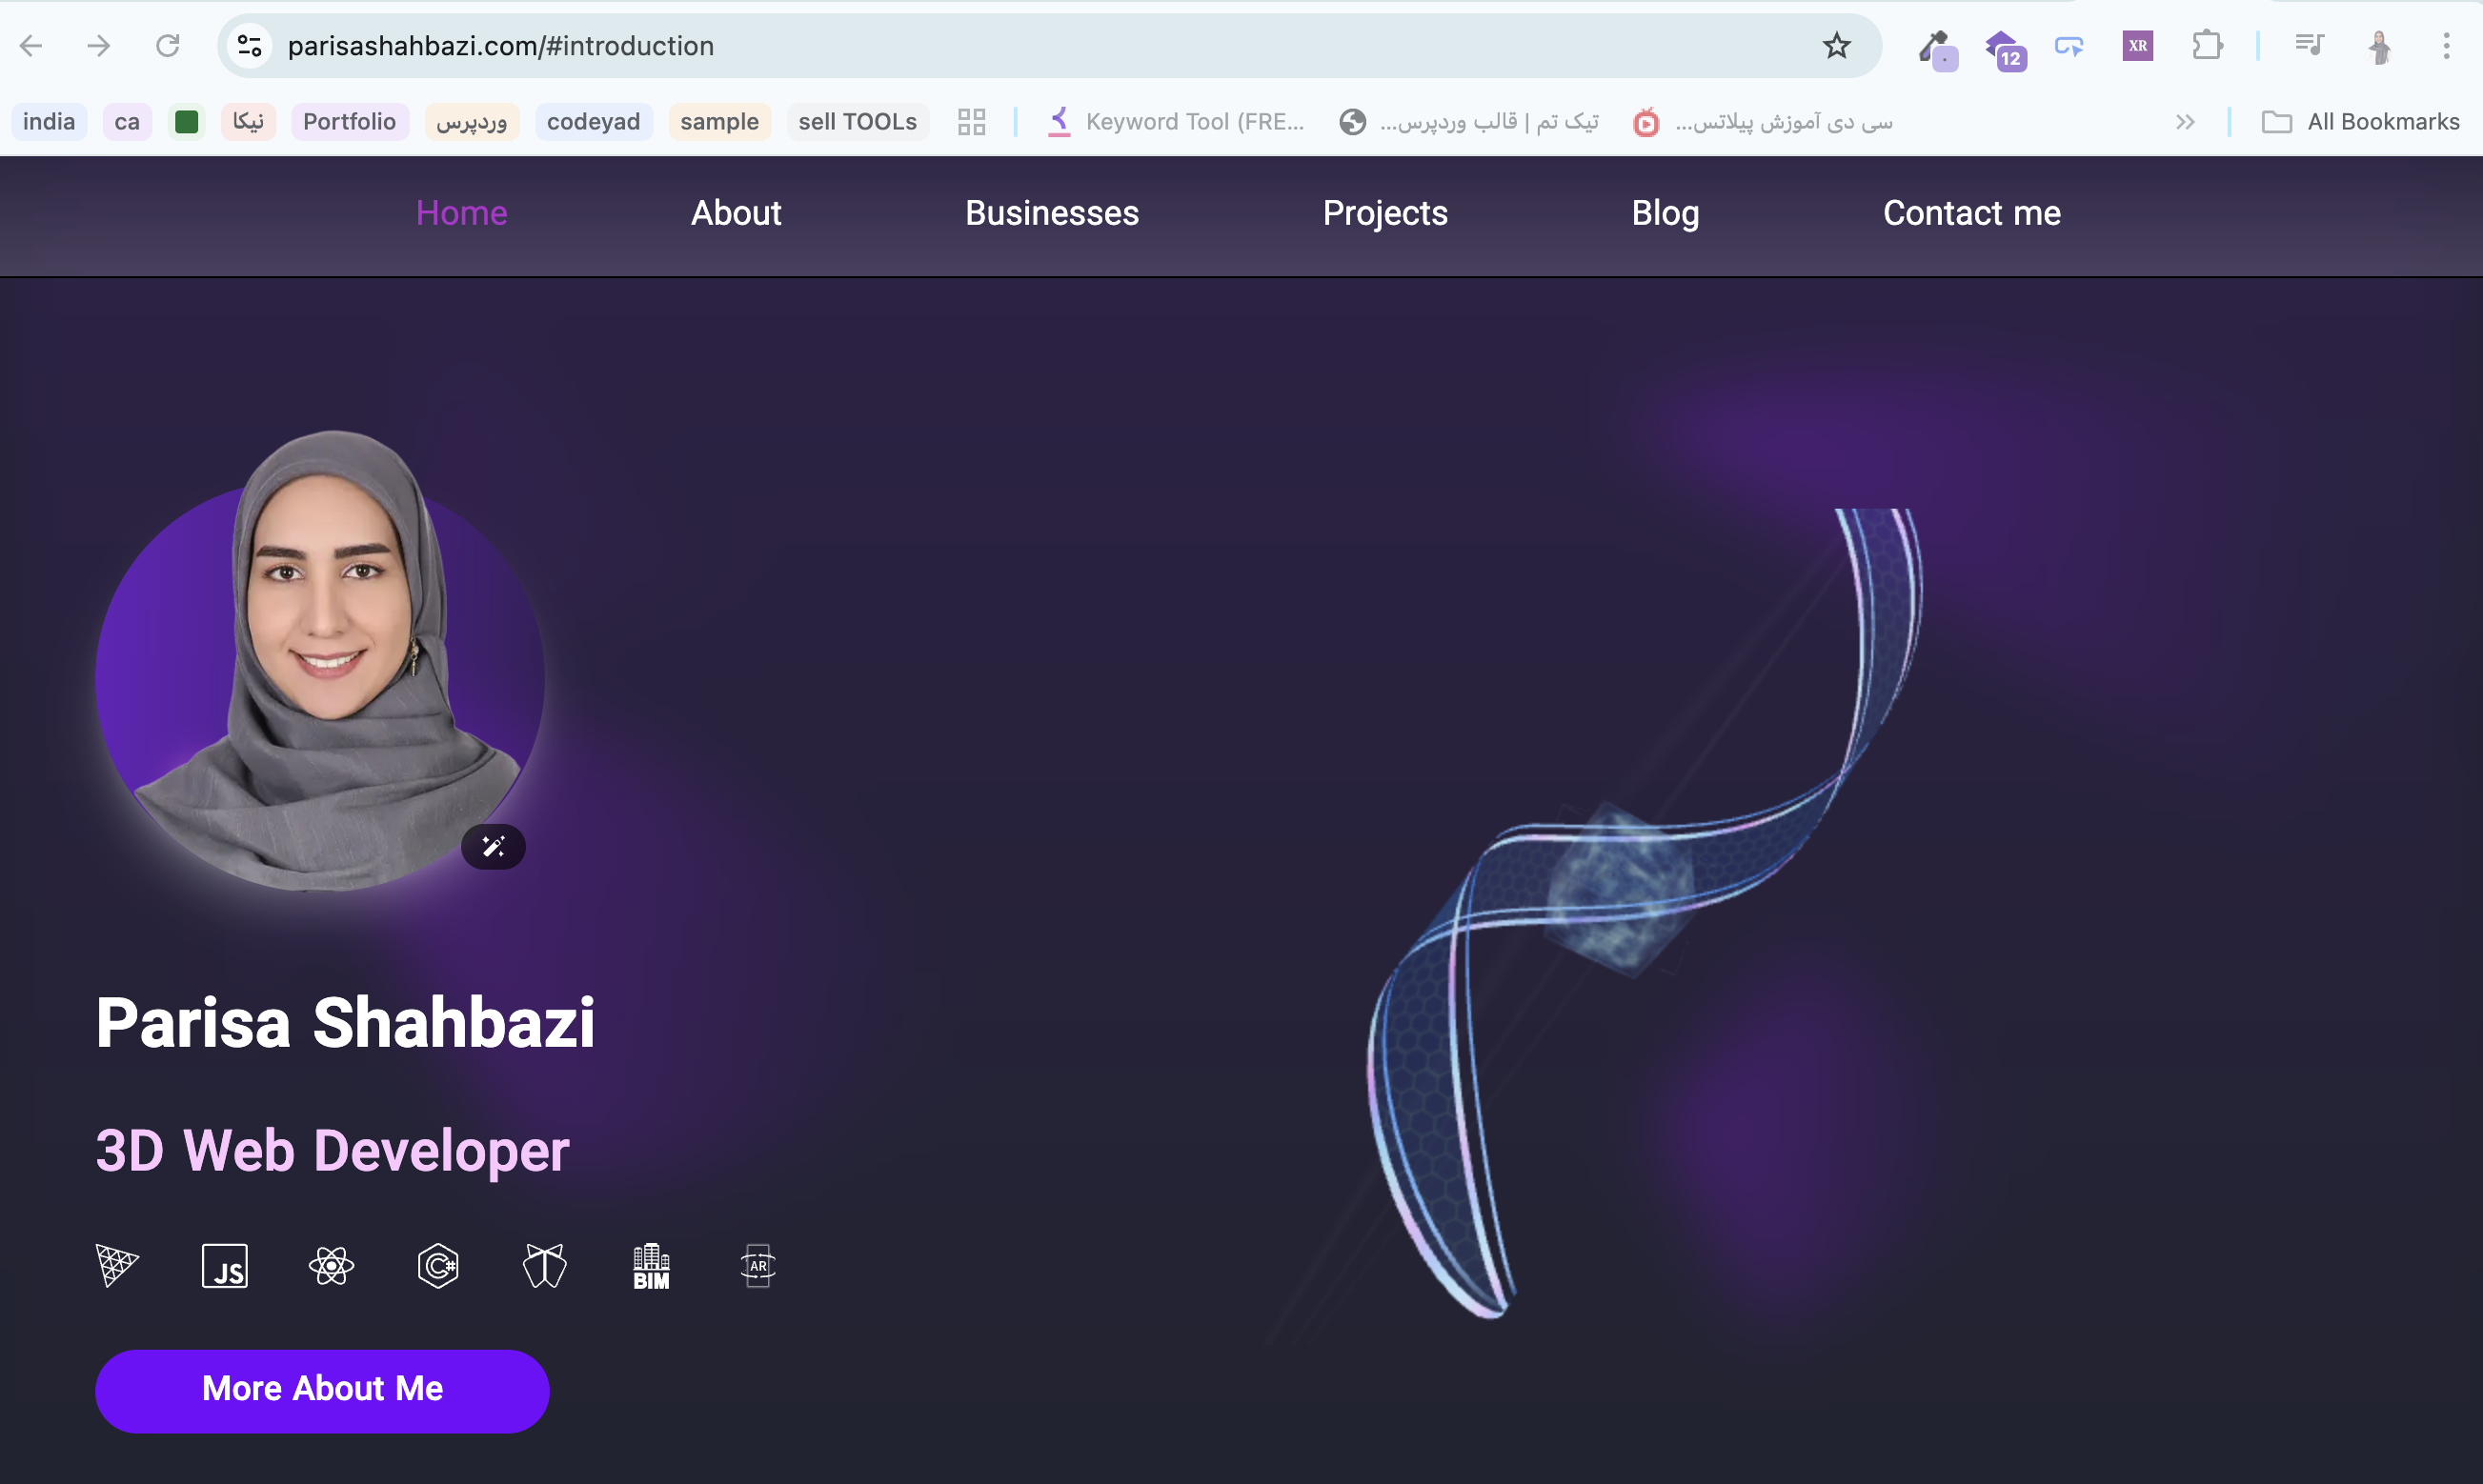 parisashahbazi.com/#introduction
12
XR
india ca نیکا Portfolio وردپرس codeyad sample sell TOOLs Keyword Tool (FRE... تیک تم | قالب وردپرس... سی دی آموزش پیلاتس... All Bookmarks
Home About Businesses Projects Blog Contact me
Parisa Shahbazi
3D Web Developer
JS C# BIM AR
More About Me